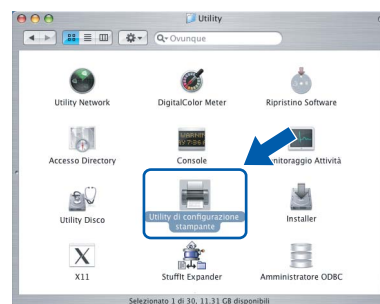 Utility
Q Ovunque
Utility Network
DigitalColor Meter
Ripristino Software
Accesso Directory
Console
nitoraggio Attività
Utility Disco
Utility di configurazione
stampante
Installer
X11
StuffIt Expander
Amministratore ODBC
Selezionato 1 di 30, 11,31 GB disponibili